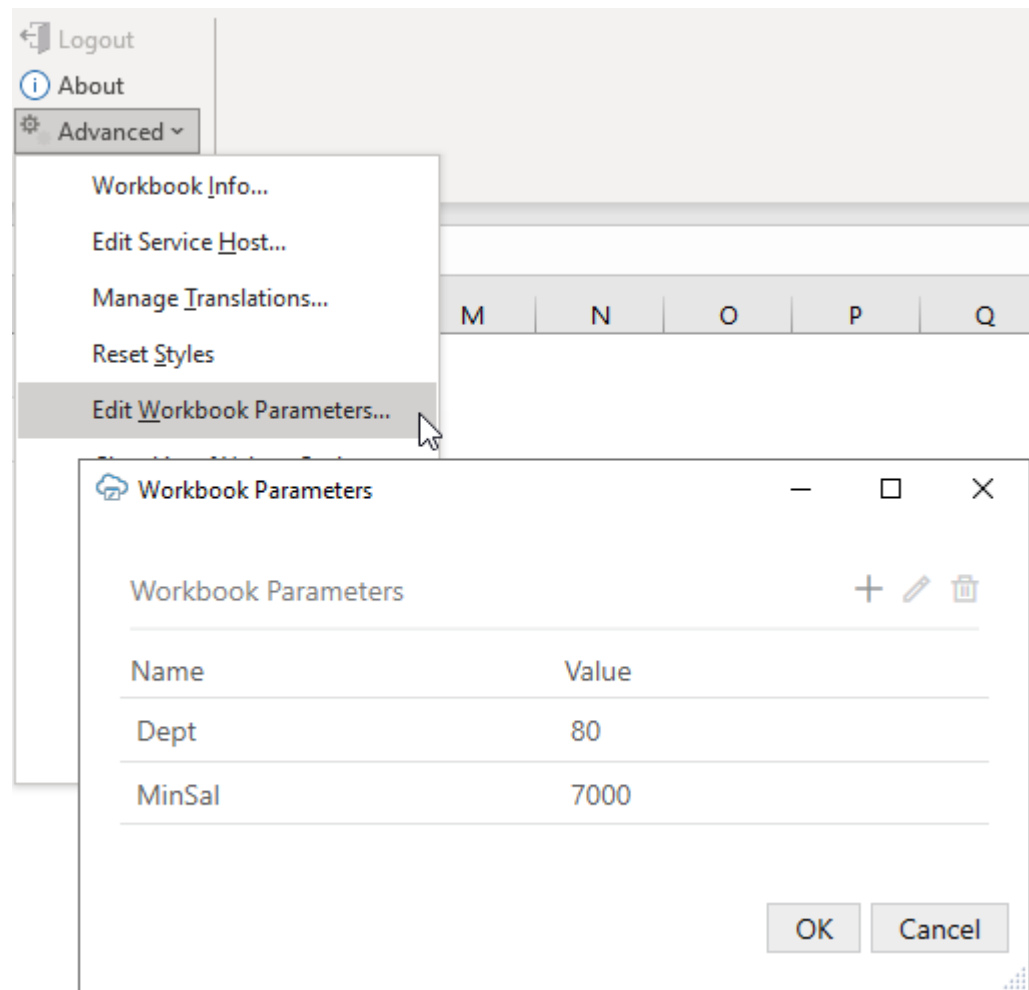 Logout
About
Advanced
Workbook Info...
Edit Service Host...
Manage Translations...
M N O P Q
Reset Styles
Edit Workbook Parameters...
Workbook Parameters
Workbook Parameters
Name Value
Dept 80
MinSal 7000
OK Cancel